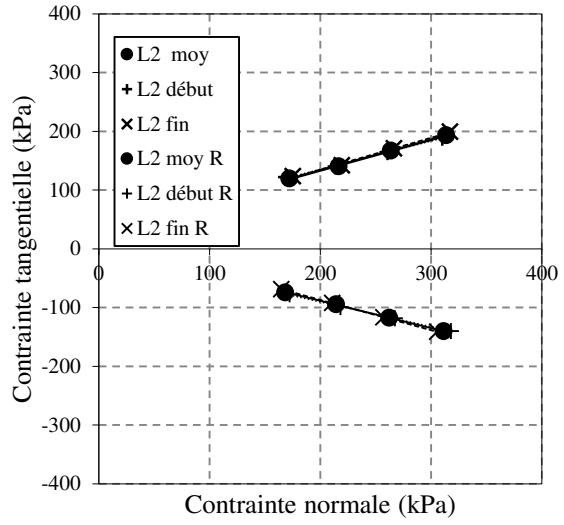 400
300
200
100
0
-100
-200
-300
-400
Contrainte tangentielle (kPa)
L2 moy
L2 début
L2 fin
L2 moy R
L2 début R
L2 fin R
0 100 200 300 400
Contrainte normale (kPa)